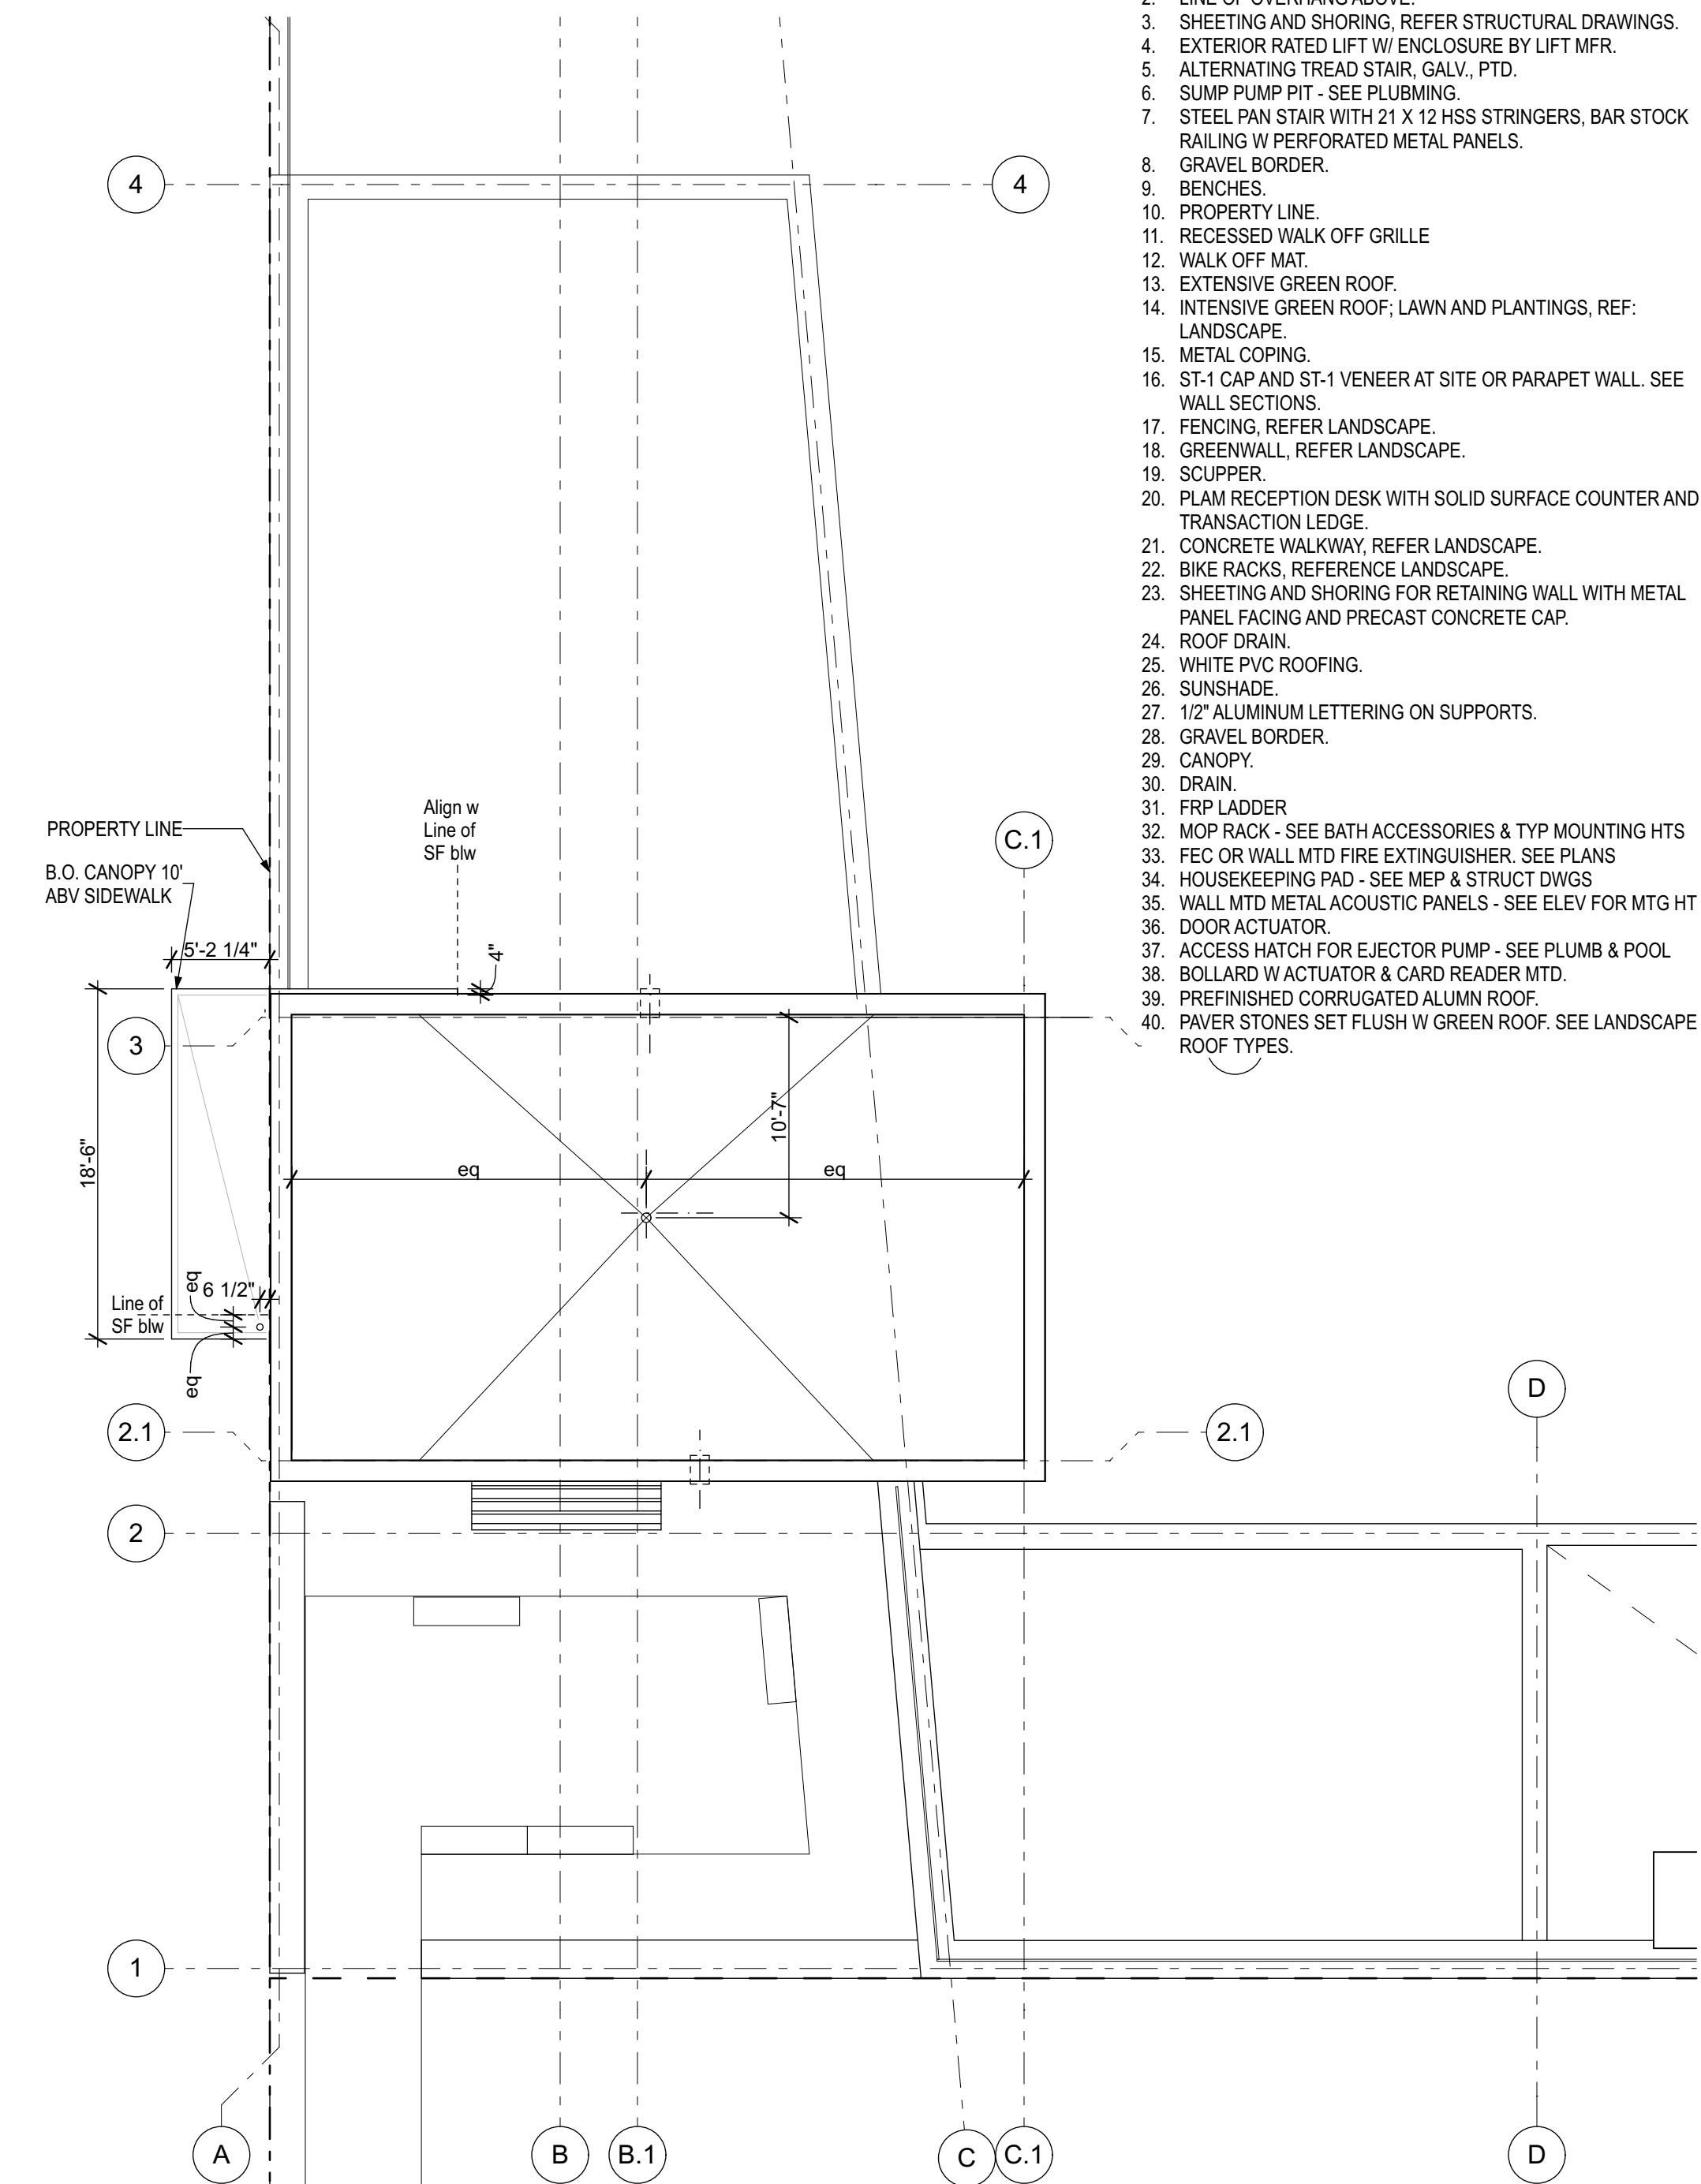 2. LINE OF OVERHANG ABOVE.
3. SHEETING AND SHORING, REFER STRUCTURAL DRAWINGS.
4. EXTERIOR RATED LIFT W/ ENCLOSURE BY LIFT MFR.
5. ALTERNATING TREAD STAIR, GALV., PTD.
6. SUMP PUMP PIT - SEE PLUBMING.
7. STEEL PAN STAIR WITH 21 X 12 HSS STRINGERS, BAR STOCK
RAILING W PERFORATED METAL PANELS.
8. GRAVEL BORDER.
9. BENCHES.
10. PROPERTY LINE.
11. RECESSED WALK OFF GRILLE
12. WALK OFF MAT.
13. EXTENSIVE GREEN ROOF.
14. INTENSIVE GREEN ROOF; LAWN AND PLANTINGS, REF:
LANDSCAPE.
15. METAL COPING.
16. ST-1 CAP AND ST-1 VENEER AT SITE OR PARAPET WALL. SEE
WALL SECTIONS.
17. FENCING, REFER LANDSCAPE.
18. GREENWALL, REFER LANDSCAPE.
19. SCUPPER.
20. PLAM RECEPTION DESK WITH SOLID SURFACE COUNTER AND
TRANSACTION LEDGE.
21. CONCRETE WALKWAY, REFER LANDSCAPE.
22. BIKE RACKS, REFERENCE LANDSCAPE.
23. SHEETING AND SHORING FOR RETAINING WALL WITH METAL
PANEL FACING AND PRECAST CONCRETE CAP.
24. ROOF DRAIN.
25. WHITE PVC ROOFING.
26. SUNSHADE.
27. 1/2" ALUMINUM LETTERING ON SUPPORTS.
28. GRAVEL BORDER.
29. CANOPY.
30. DRAIN.
31. FRP LADDER
32. MOP RACK - SEE BATH ACCESSORIES & TYP MOUNTING HTS
33. FEC OR WALL MTD FIRE EXTINGUISHER. SEE PLANS
34. HOUSEKEEPING PAD - SEE MEP & STRUCT DWGS
35. WALL MTD METAL ACOUSTIC PANELS - SEE ELEV FOR MTG HT
36. DOOR ACTUATOR.
37. ACCESS HATCH FOR EJECTOR PUMP - SEE PLUMB & POOL
38. BOLLARD W ACTUATOR & CARD READER MTD.
39. PREFINISHED CORRUGATED ALUMN ROOF.
40. PAVER STONES SET FLUSH W GREEN ROOF. SEE LANDSCAPE
ROOF TYPES.
4
4
PROPERTY LINE
B.O. CANOPY 10'
ABV SIDEWALK
Align w
Line of
SF blw
C.1
5'-2 1/4"
4"
3
18'-6"
10'-7"
eq
eq
eq
6 1/2"
Line of
SF blw
eq
D
2.1
2.1
2
1
A
B
B.1
C
C.1
D